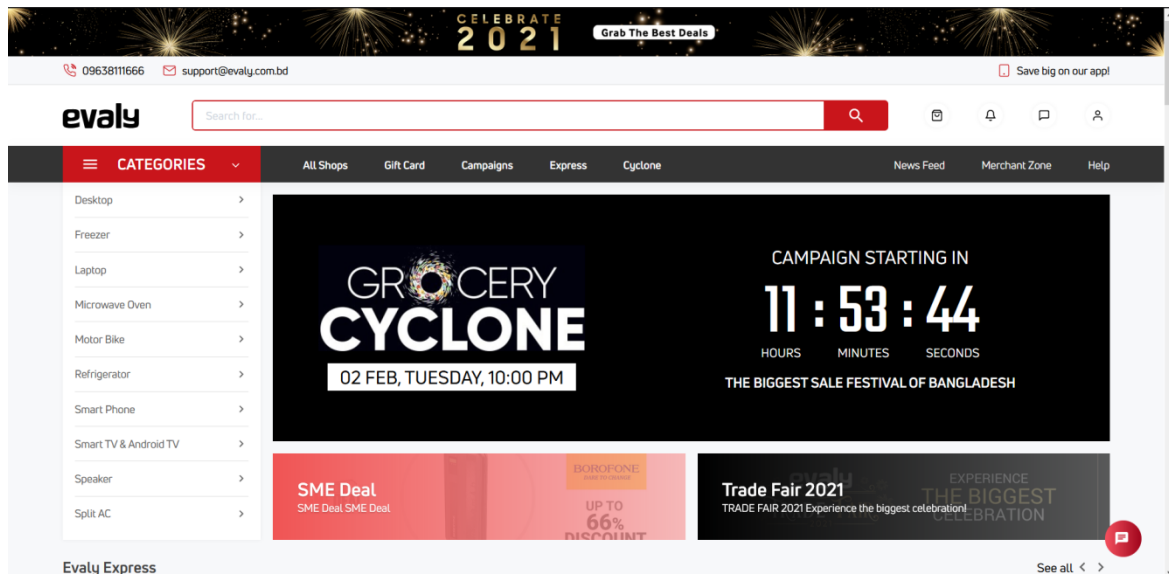 CELEBRATE
2021
Grab The Best Deals
09638111666 support@evaly.com.bd Save big on our app!
evaly Search for...
CATEGORIES All Shops Gift Card Campaigns Express Cyclone News Feed Merchant Zone Help
Desktop
Freezer
Laptop
Microwave Oven
Motor Bike
Refrigerator
Smart Phone
Smart TV & Android TV
Speaker
Split AC
GROCERY
CYCLONE
02 FEB, TUESDAY, 10:00 PM
CAMPAIGN STARTING IN
11 : 53 : 44
HOURS MINUTES SECONDS
THE BIGGEST SALE FESTIVAL OF BANGLADESH
SME Deal
SME Deal SME Deal
BOROFONE
UP TO
66%
DISCOUNT
Trade Fair 2021
TRADE FAIR 2021 Experience the biggest celebration!
evaly
EXPERIENCE
THE BIGGEST
CELEBRATION
Evaly Express See all